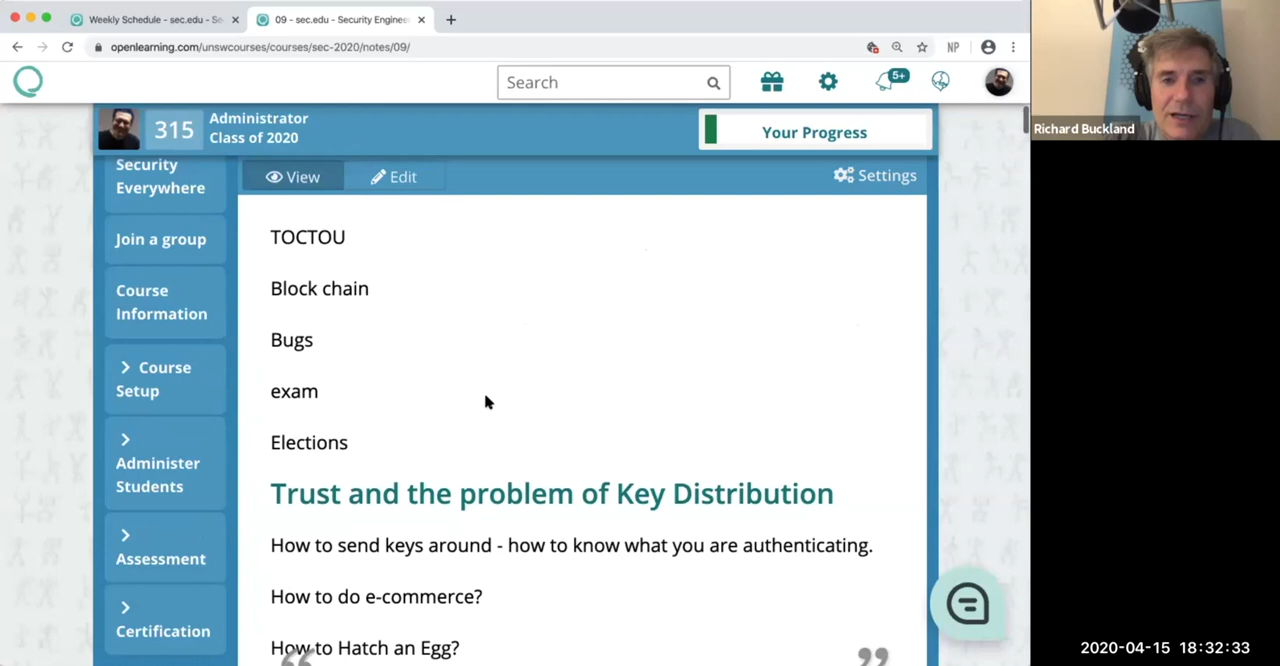 Weekly Schedule - sec.edu - Se
09 - sec.edu - Security Enginee
openlearning.com/unswcourses/courses/sec-2020/notes/09/
NP
Search
5+
315
Administrator
Class of 2020
Your Progress
Security
Everywhere
View
Edit
Settings
Join a group
Course
Information
Course
Setup
Administer
Students
Assessment
Certification
TOCTOU
Block chain
Bugs
exam
Elections
Trust and the problem of Key Distribution
How to send keys around - how to know what you are authenticating.
How to do e-commerce?
How to Hatch an Egg?
Richard Buckland
2020-04-15 18:32:33